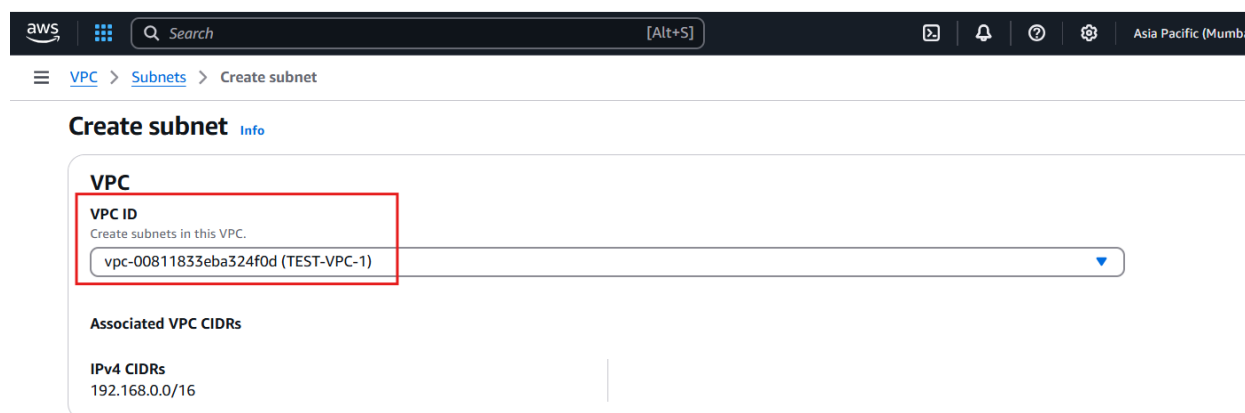 aws Search [Alt+S] Asia Pacific (Mumba
VPC > Subnets > Create subnet
Create subnet Info
VPC
VPC ID
Create subnets in this VPC.
vpc-00811833eba324f0d (TEST-VPC-1)
Associated VPC CIDRs
IPv4 CIDRs
192.168.0.0/16